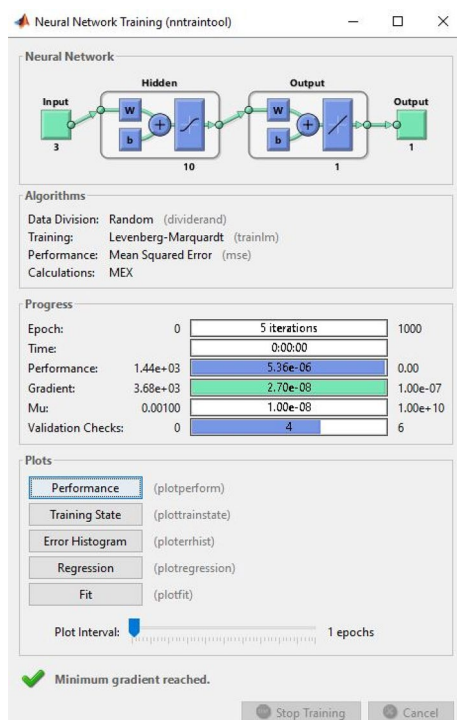 Neural Network Training (nntraintool)
Neural Network
Hidden Output
Input Output
W W
b b
3 10 1 1
Algorithms
Data Division: Random (dividerand)
Training: Levenberg-Marquardt (trainlm)
Performance: Mean Squared Error (mse)
Calculations: MEX
Progress
Epoch: 0 5 iterations 1000
Time: 0:00:00
Performance: 1.44e+03 5.36e-06 0.00
Gradient: 3.68e+03 2.70e-08 1.00e-07
Mu: 0.00100 1.00e-08 1.00e+10
Validation Checks: 0 4 6
Plots
Performance (plotperform)
Training State (plottrainstate)
Error Histogram (ploterrhist)
Regression (plotregression)
Fit (plotfit)
Plot Interval: 1 epochs
Minimum gradient reached.
Stop Training Cancel